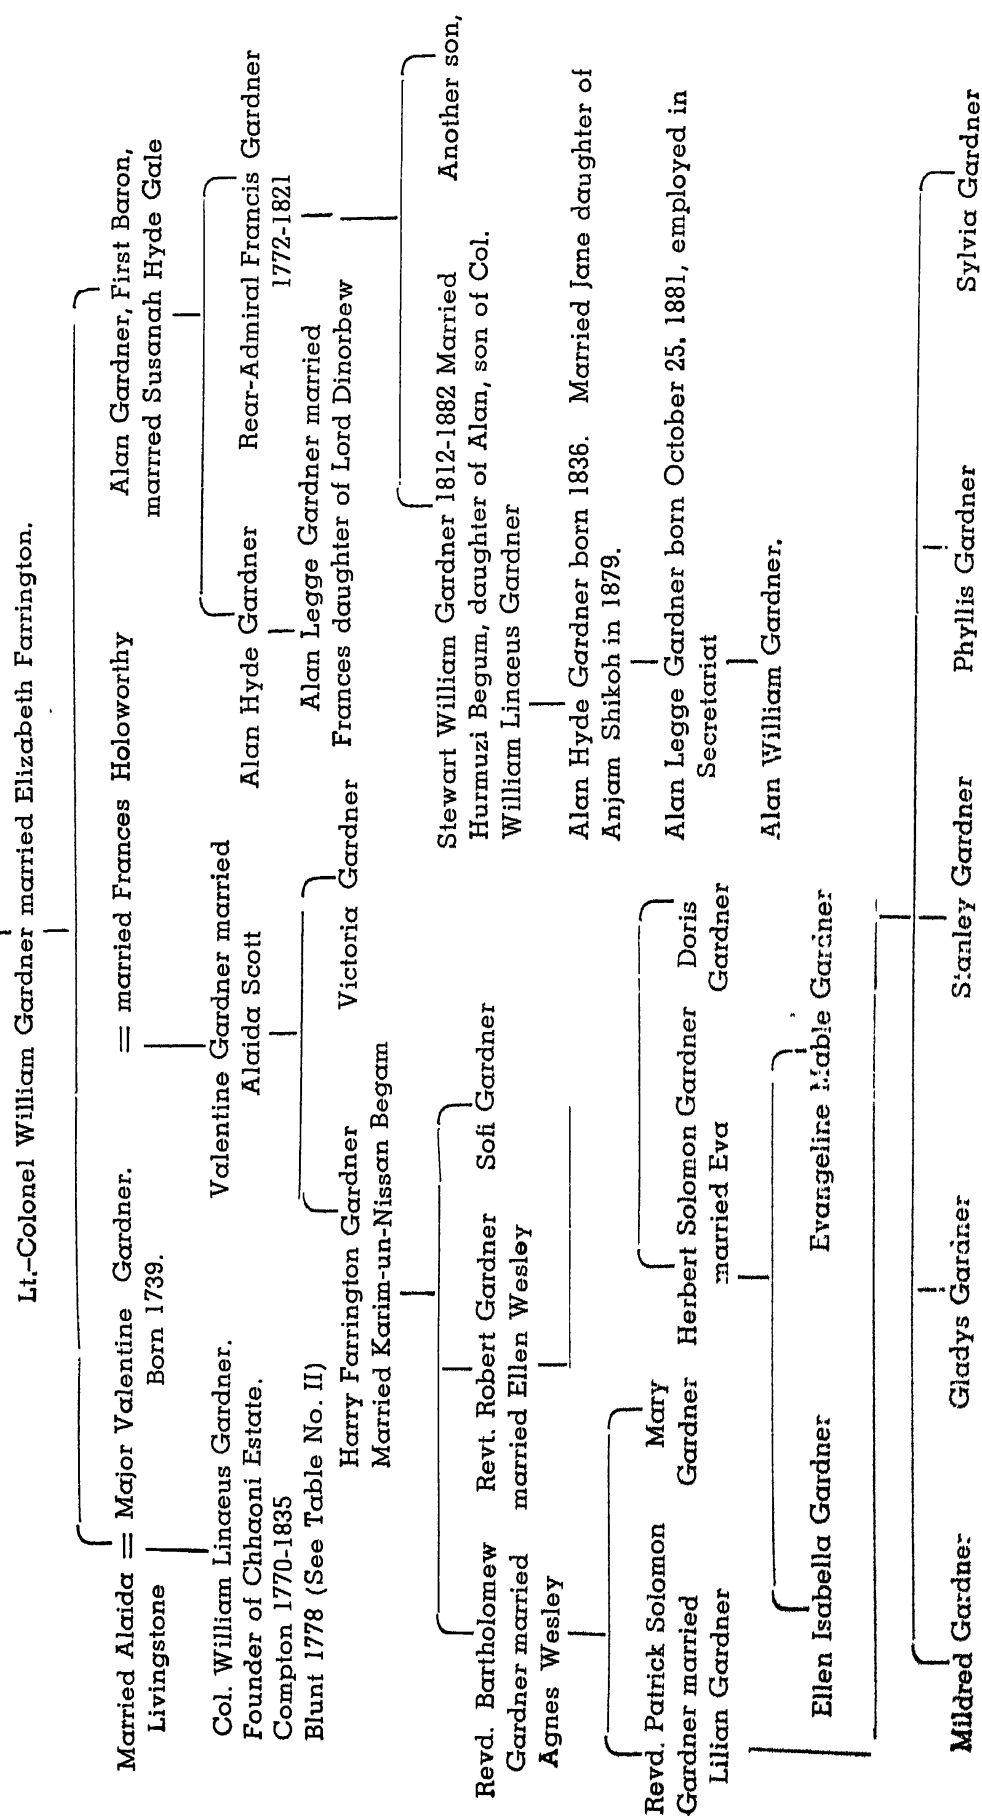 Lt.-Colonel William Gardner married Elizabeth Farrington.
Married Alaida = Major Valentine Gardner.
Livingstone
Born 1739.
= married Frances Holoworthy
Alan Gardner, First Baron,
marrred Susanah Hyde Gale
Col. William Linaeus Gardner.
Founder of Chhaoni Estate.
Compton 1770-1835
Blunt 1778 (See Table No. II)
Valentine Gardner married
Alaida Scott
Alan Hyde Gardner
Rear-Admiral Francis Gardner
1772-1821
Alan Legge Gardner married
Frances daughter of Lord Dinorbew
Harry Farrington Gardner
Married Karim-un-Nissan Begam
Victoria Gardner
Stewart William Gardner 1812-1882 Married
Hurmuzi Begum, daughter of Alan, son of Col.
William Linaeus Gardner
Another son,
Revd. Bartholomew
Gardner married
Agnes Wesley
Revt. Robert Gardner
married Ellen Wesley
Sofi Gardner
Alan Hyde Gardner born 1836. Married Jane daughter of
Anjam Shikoh in 1879.
Revd. Patrick Solomon
Gardner married
Lilian Gardner
Mary
Gardner
Herbert Solomon Gardner
married Eva
Doris
Gardner
Alan Legge Gardner born October 25. 1881, employed in
Secretariat
Alan William Gardner.
Ellen Isabella Gardner
Evangeline Mable Gardner
Mildred Gardner
Gladys Gardner
Stanley Gardner
Phyllis Gardner
Sylvia Gardner